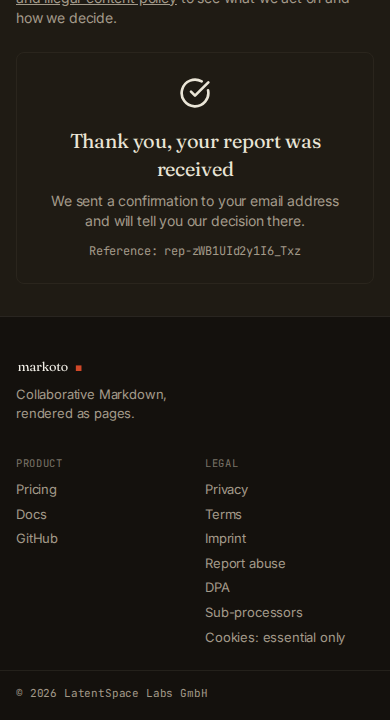 and illegal content policy to see what we act on and
how we decide.
Thank you, your report was
received
We sent a confirmation to your email address
and will tell you our decision there.
Reference: rep-zWB1UId2y1I6_Txz
markoto
Collaborative Markdown,
rendered as pages.
PRODUCT
Pricing
Docs
GitHub
LEGAL
Privacy
Terms
Imprint
Report abuse
DPA
Sub-processors
Cookies: essential only
© 2026 LatentSpace Labs GmbH